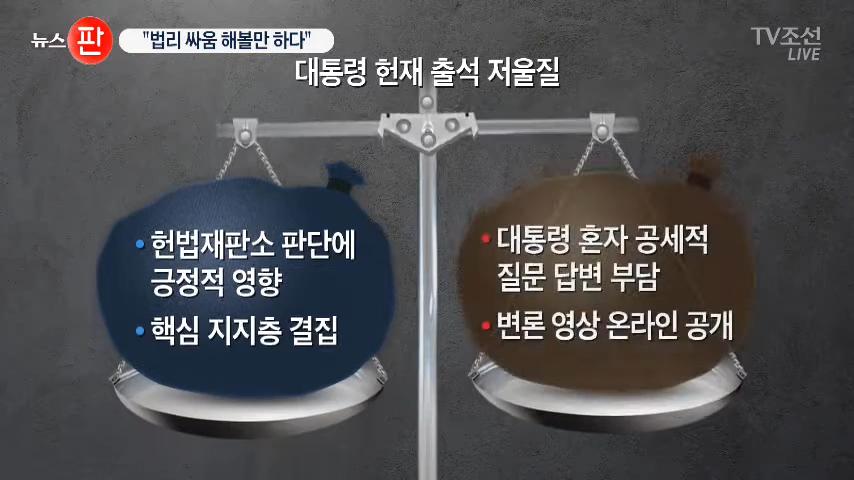 뉴스 판 "법리 싸움 해볼만 하다"
TV조선
LIVE
대통령 헌재 출석 저울질
• 헌법재판소 판단에
긍정적 영향
• 핵심 지지층 결집
• 대통령 혼자 공세적
질문 답변 부담
• 변론 영상 온라인 공개